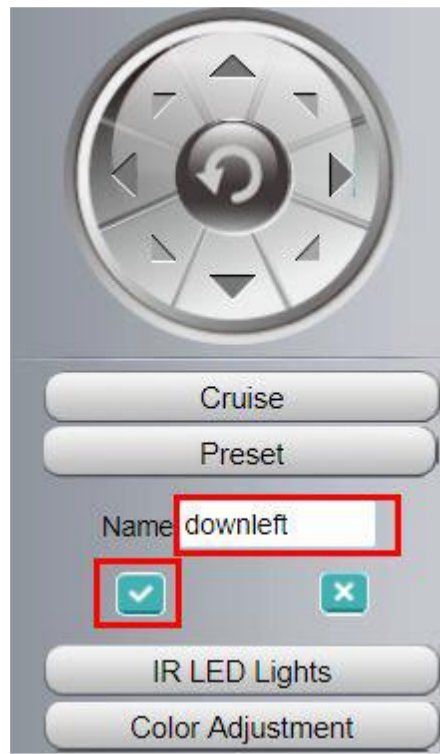 Cruise
Preset
Name downleft
IR LED Lights
Color Adjustment